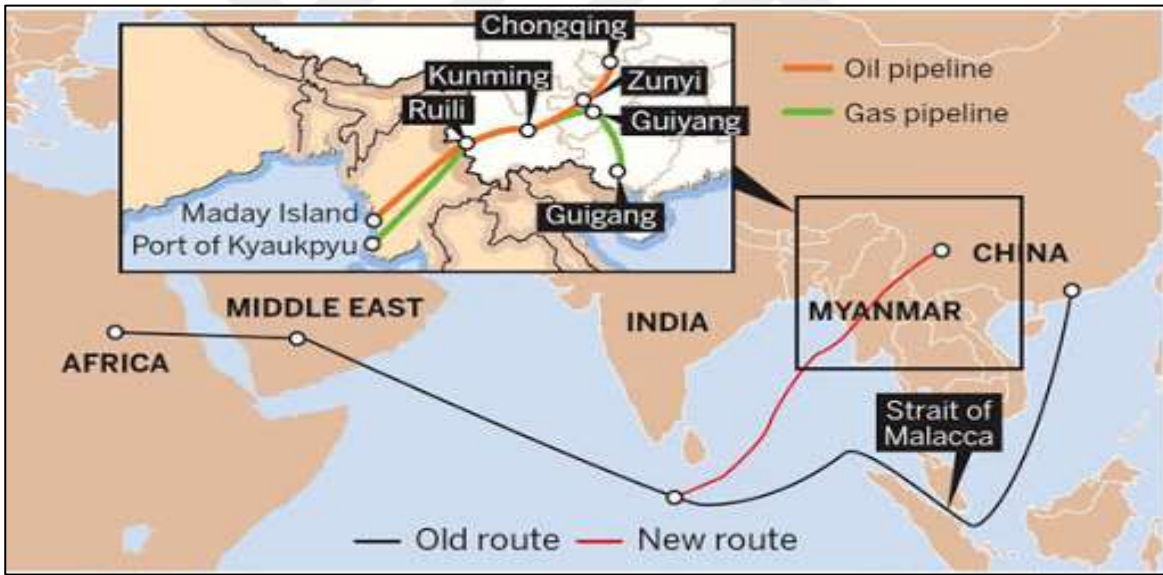 Chongqing
Kunming
Zunyi
Ruili
Guiyang
Maday Island
Guigang
Port of Kyaukpyu
Oil pipeline
Gas pipeline
CHINA
MIDDLE EAST
INDIA
MYANMAR
AFRICA
Strait of
Malacca
Old route
New route